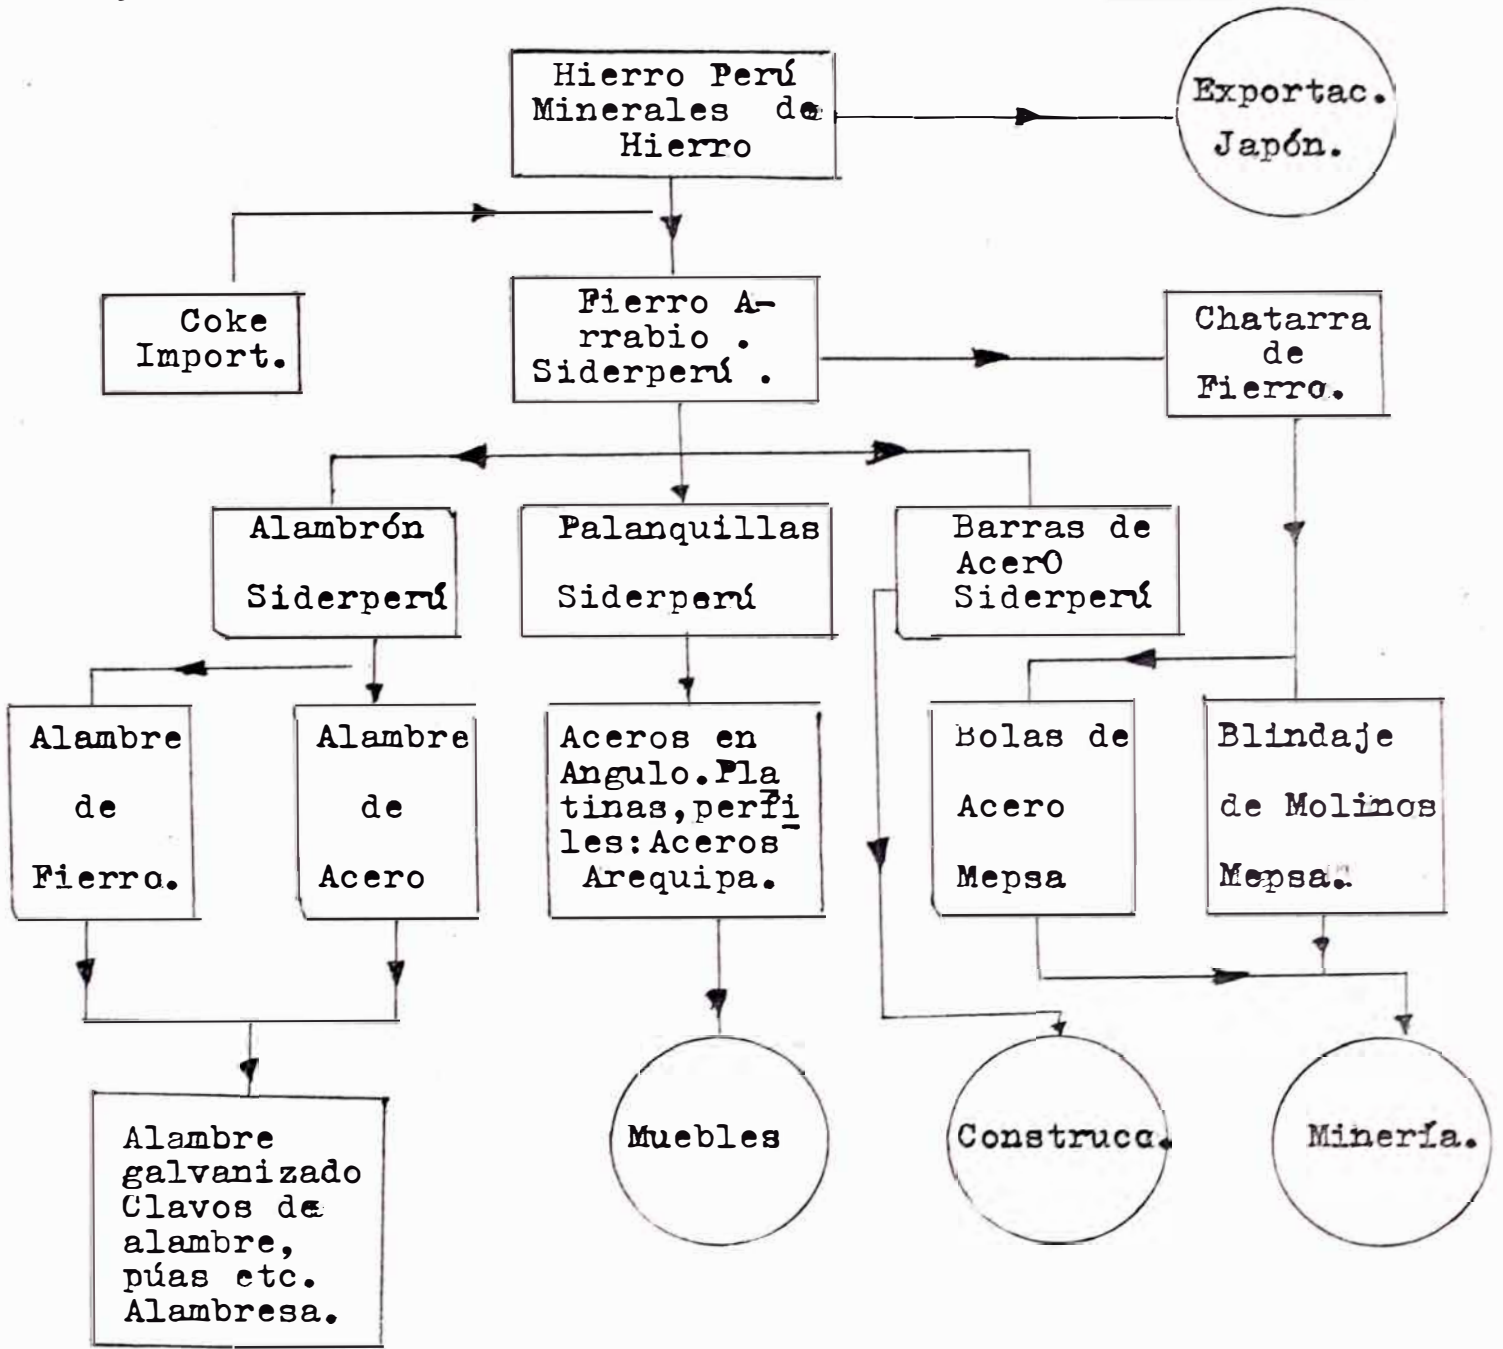 Hierro Perú
Minerales de
Hierro
Exportac.
Japón.
Coke
Import.
Fierro A-
rrabio .
Siderperú .
Chatarra
de
Fierro.
Alambrón
Siderperú
Palanquillas
Siderperú
Barras de
AcerO
Siderperú
Alambre
de
Fierro.
Alambre
de
Acero
Aceros en
Angulo.Pla
tinas,perfi
les:Aceros
Arequipa.
Bolas de
Acero
Mepsa
Blindaje
de Molinos
Mepsa.
Alambre
galvanizado
Clavos de
alambre,
púas etc.
Alambresa.
Muebles
Construcc.
Minería.